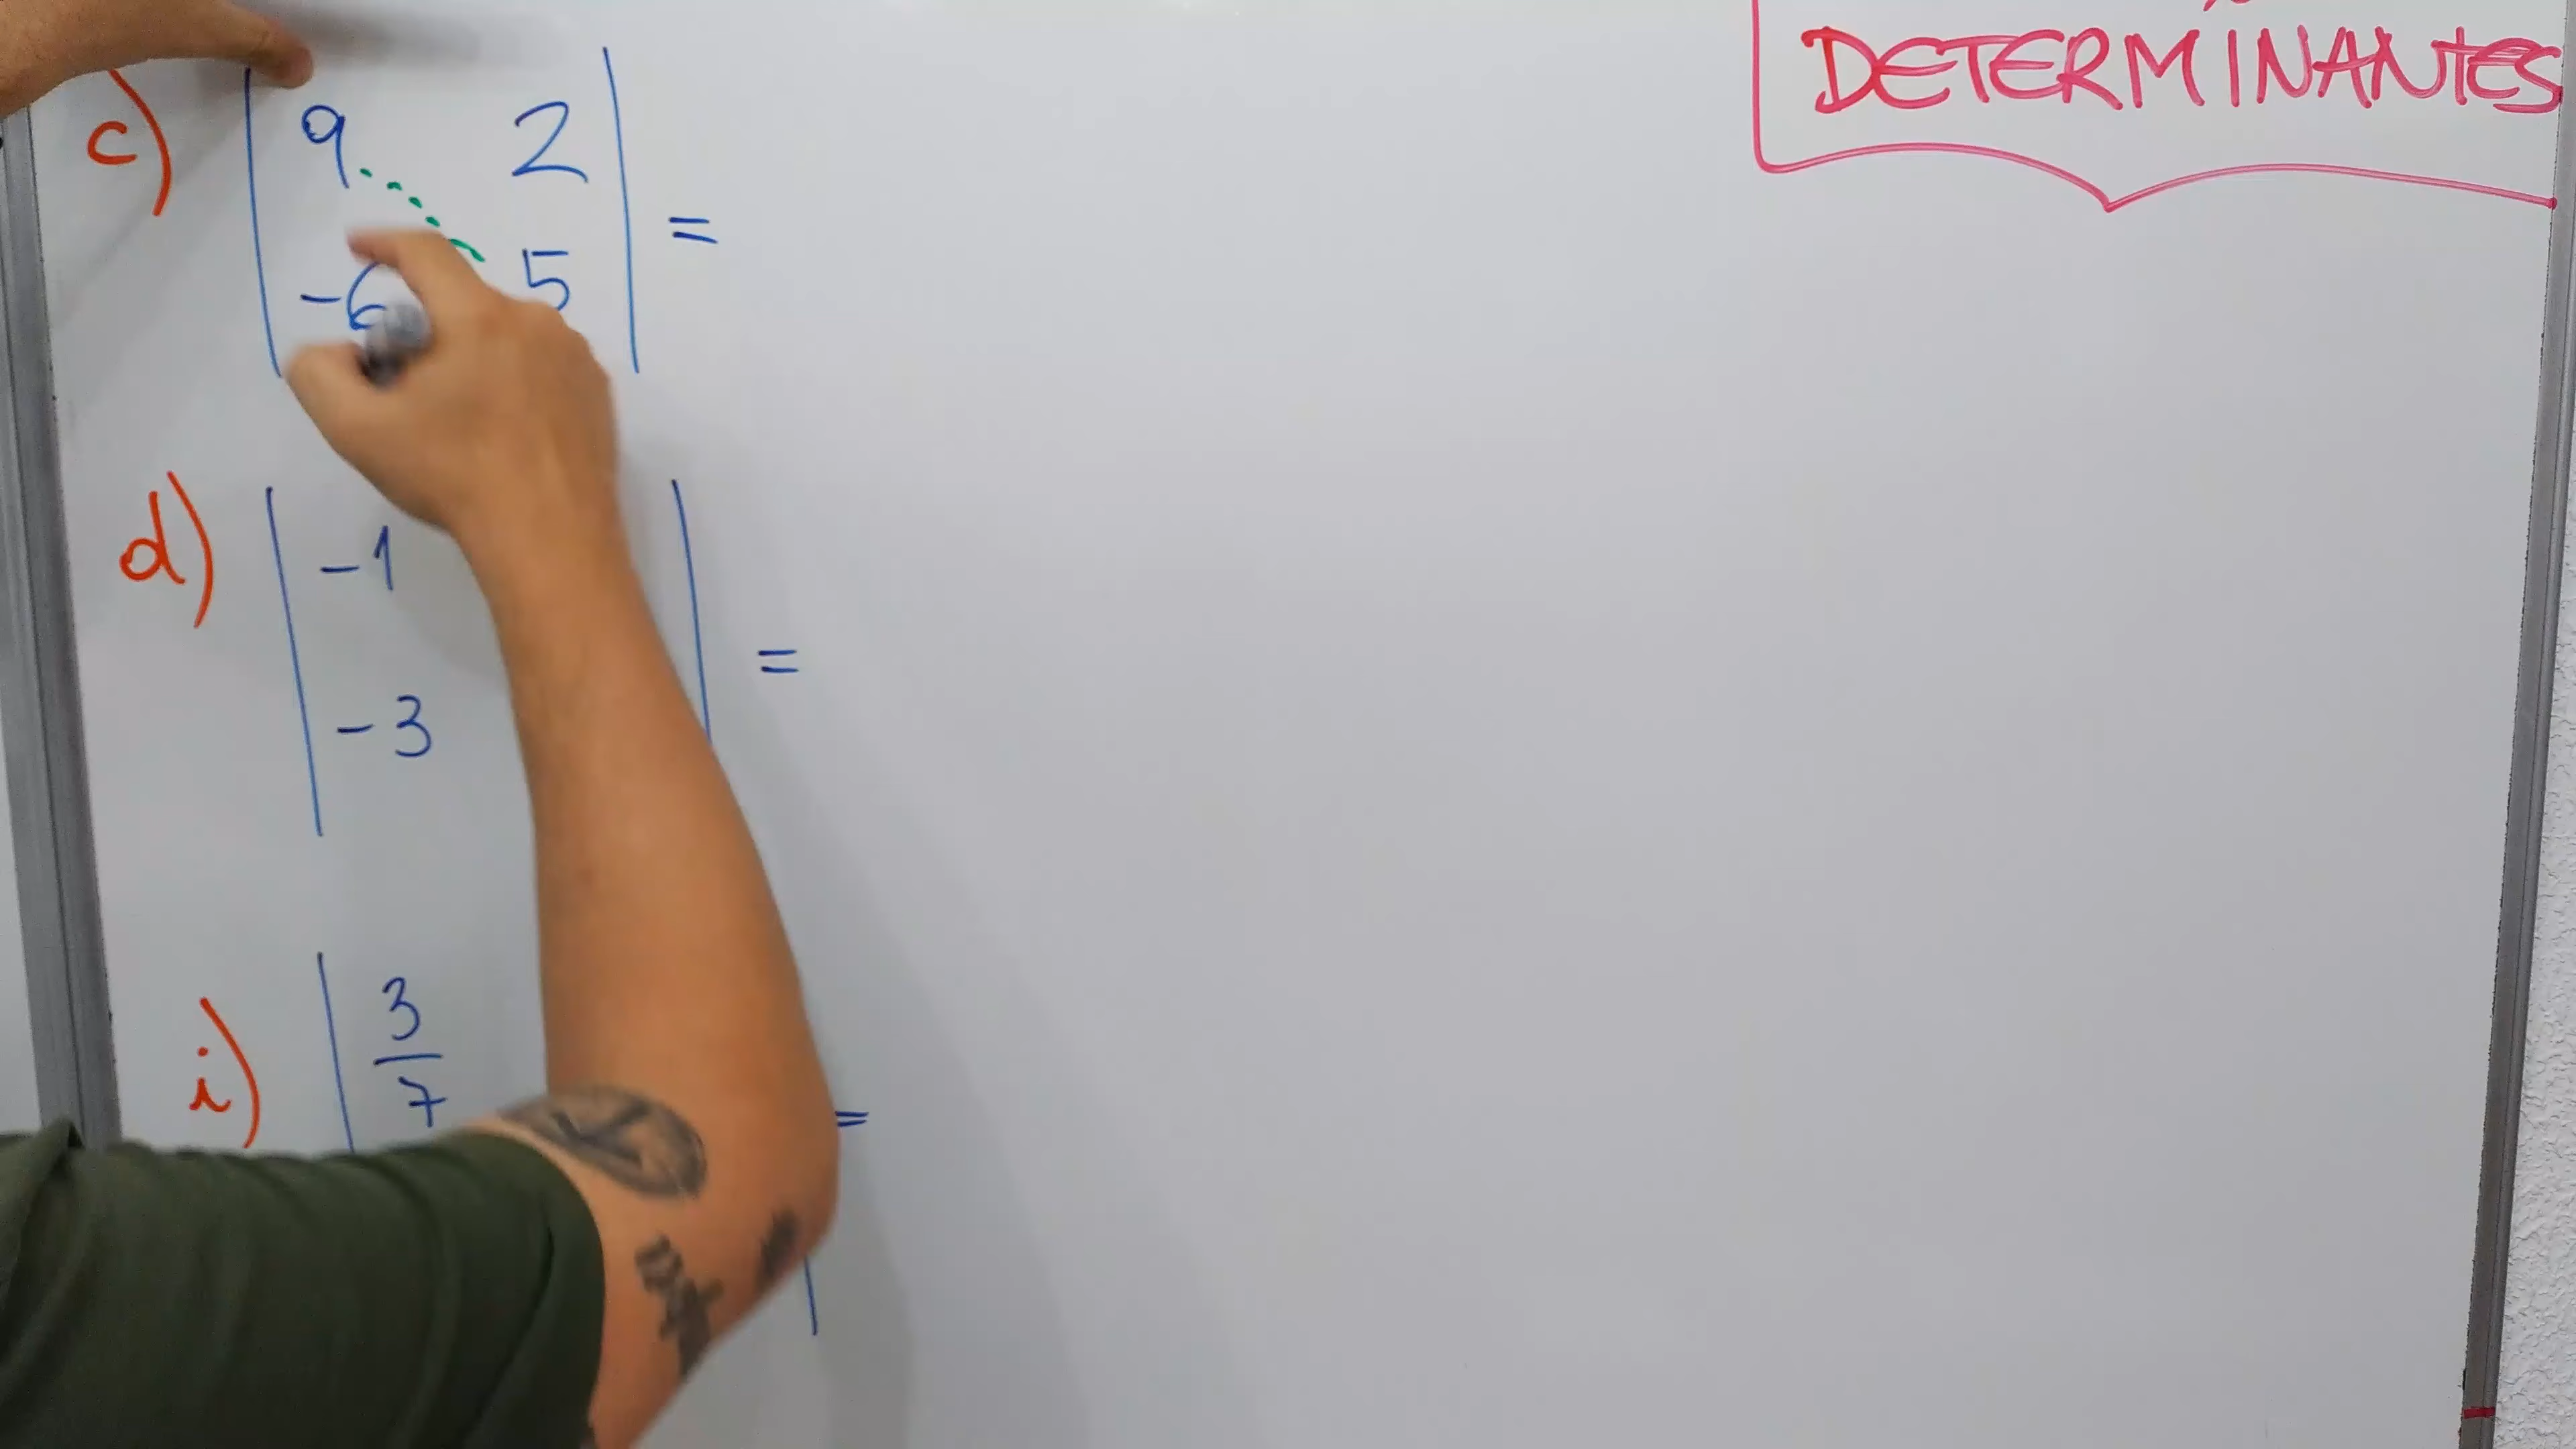 DETERMINANTES
c) | 9 2 | =
-6 5
d) | -1 | =
-3
i) | 3/7 =